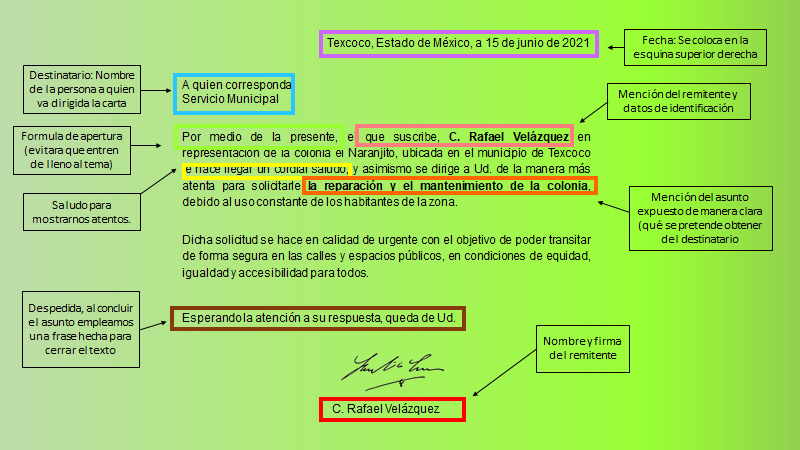 Texcoco, Estado de México, a 15 de junio de 2021
Fecha: Se coloca en la
esquina superior derecha
Destinatario: Nombre
de la persona a quien
va dirigida la carta
A quien corresponda
Servicio Municipal
Mención del remitente y
datos de identificación
Formula de apertura
(evitara que entren
de lleno al tema)
Por medio de la presente, e que suscribe, C. Rafael Velázquez en
representación de la colonia el Naranjito, ubicada en el municipio de Texcoco
e hace llegar un cordial saludo, y asimismo se dirige a Ud. de la manera más
atenta para solicitarle la reparación y el mantenimiento de la colonia,
debido al uso constante de los habitantes de la zona.
Saludo para
mostrarnos atentos.
Mención del asunto
expuesto de manera clara
(qué se pretende obtener
del destinatario
Dicha solicitud se hace en calidad de urgente con el objetivo de poder transitar
de forma segura en las calles y espacios públicos, en condiciones de equidad,
igualdad y accesibilidad para todos.
Despedida, al concluir
el asunto empleamos
una frase hecha para
cerrar el texto
Esperando la atención a su respuesta, queda de Ud.
Nombre y firma
del remitente
C. Rafael Velázquez